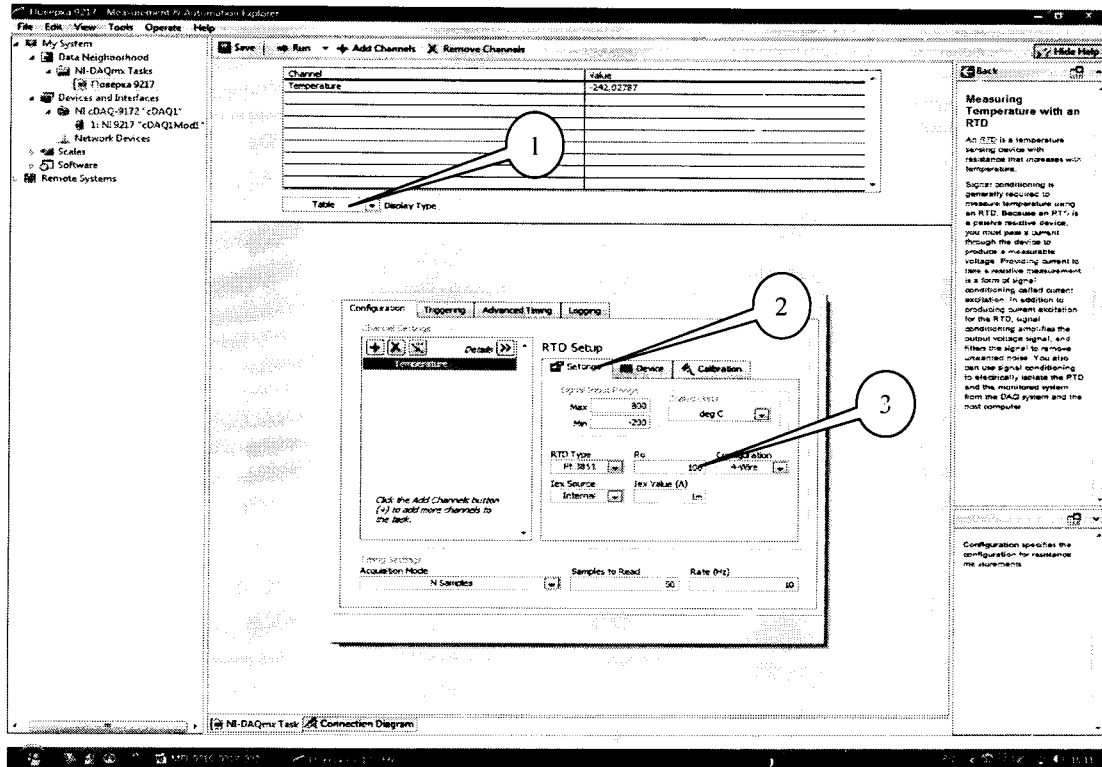 Поверка 9217 - Measurement & Automation Explorer
File Edit View Tools Operate Help
My System
Data Neighborhood
NI-DAQmx Tasks
Поверка 9217
Devices and Interfaces
NI cDAQ-9172 "cDAQ1"
1: NI 9217 "cDAQ1Mod1"
Network Devices
Scales
Software
Remote Systems
Save Run Add Channels Remove Channels Hide Help
Channel Value
Temperature -242,02787
1
Table Display Type
Configuration Triggering Advanced Timing Logging
2
Channel Settings
Details
Temperature
Click the Add Channels button
(+) to add more channels to
the task.
RTD Setup
Settings Device Calibration
Signal Input Range
Max 800
Min -200
deg C
3
RTD Type Ro Configuration
Pt 3851 100 4-Wire
Iex Source Iex Value (A)
Internal 1m
Timing Settings
Acquisition Mode Samples to Read Rate (Hz)
N Samples 50 10
NI-DAQmx Task Connection Diagram
Back
Measuring
Temperature with an
RTD
An RTD is a temperature
sensing device with
resistance that increases with
temperature.
Signal conditioning is
generally required to
measure temperature using
an RTD. Because an RTD is
a passive resistive device,
you must pass a current
through the device to
produce a measurable
voltage. Providing current to
take a resistive measurement
is a form of signal
conditioning called current
excitation. In addition to
producing current excitation
for the RTD, signal
conditioning amplifies the
output voltage signal, and
filters the signal to remove
unwanted noise. You also
can use signal conditioning
to electrically isolate the RTD
and the monitored system
from the DAQ system and the
host computer
Configuration specifies the
configuration for resistance
measurements